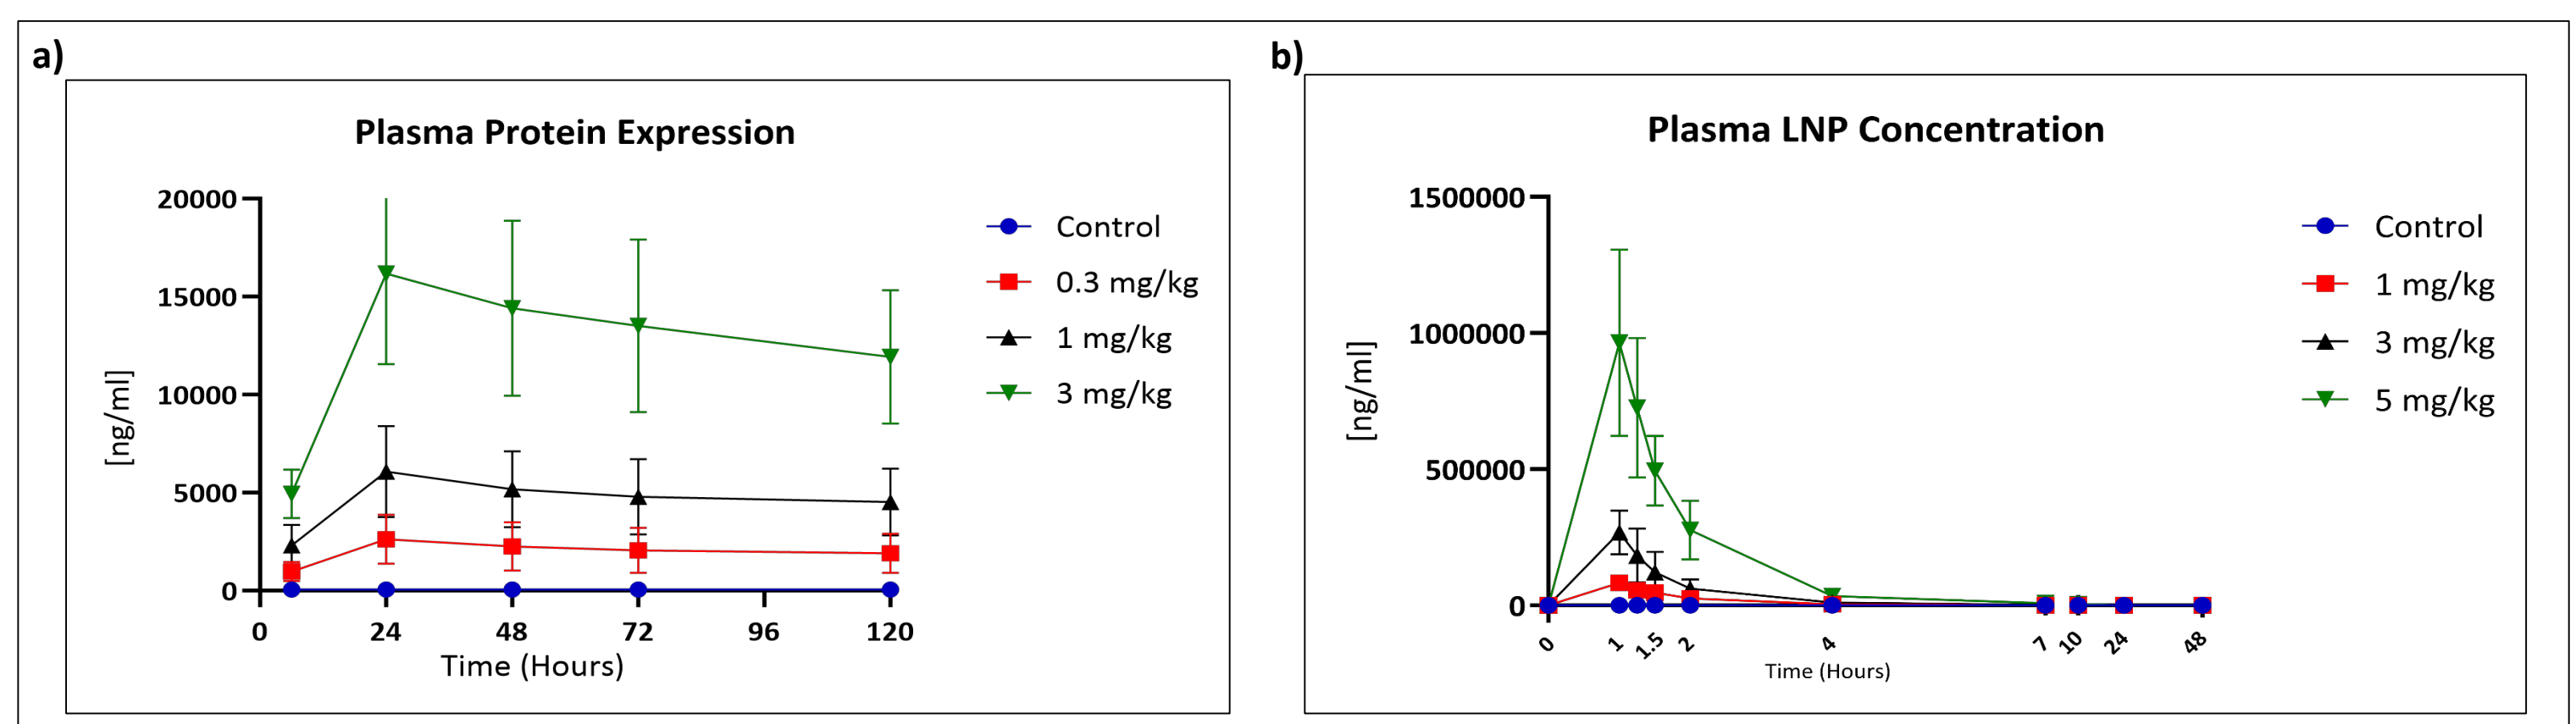 a)
Plasma Protein Expression
20000
15000
10000
5000
0
[ng/ml]
0 24 48 72 96 120
Time (Hours)
Control
0.3 mg/kg
1 mg/kg
3 mg/kg
b)
Plasma LNP Concentration
1500000
1000000
500000
0
[ng/ml]
0 1 1.5 2 4 7 10 24 48
Time (Hours)
Control
1 mg/kg
3 mg/kg
5 mg/kg